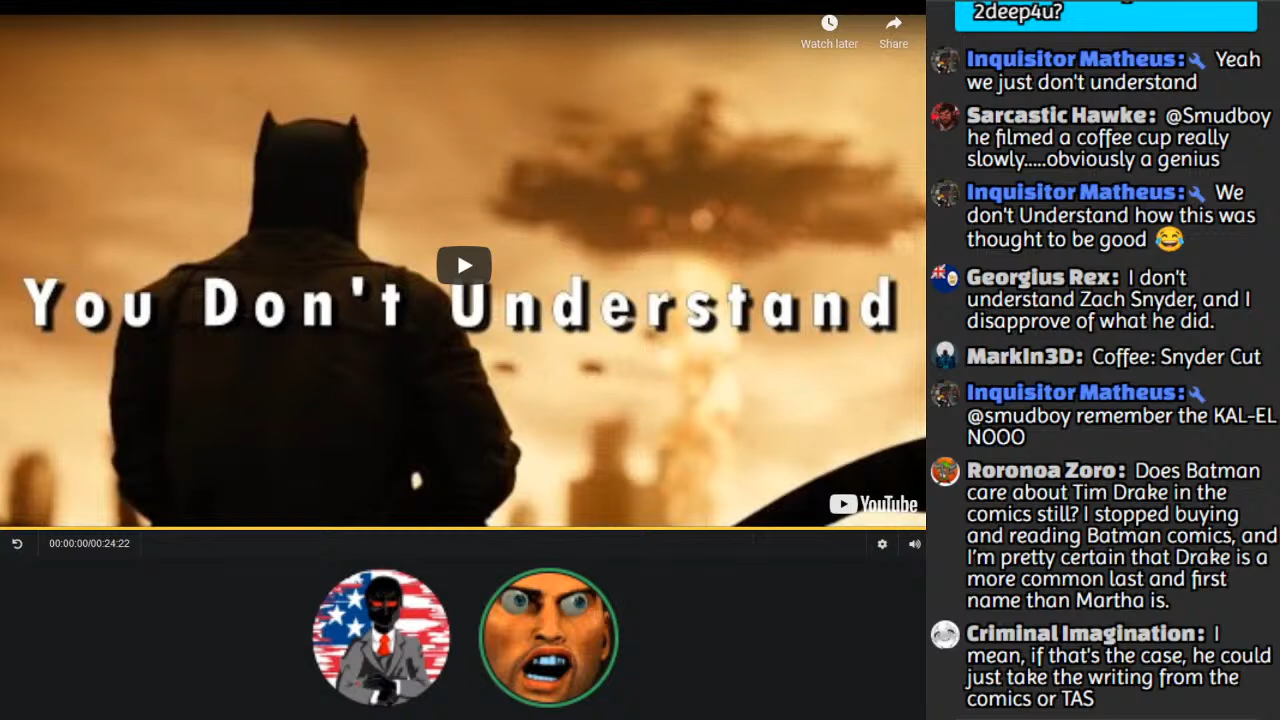 Watch later
Share
You Don't Understand
YouTube
00:00:00/00:24:22
2deep4u?
Inquisitor Matheus: Yeah
we just don't understand
Sarcastic Hawke: @Smudboy
he filmed a coffee cup really
slowly.....obviously a genius
Inquisitor Matheus: We
don't Understand how this was
thought to be good 😂
Georgius Rex: I don't
understand Zach Snyder, and I
disapprove of what he did.
MarkIn3D: Coffee: Snyder Cut
Inquisitor Matheus:
@smudboy remember the KAL-EL
NOOO
Roronoa Zoro: Does Batman
care about Tim Drake in the
comics still? I stopped buying
and reading Batman comics, and
I'm pretty certain that Drake is a
more common last and first
name than Martha is.
Criminal Imagination: I
mean, if that's the case, he could
just take the writing from the
comics or TAS